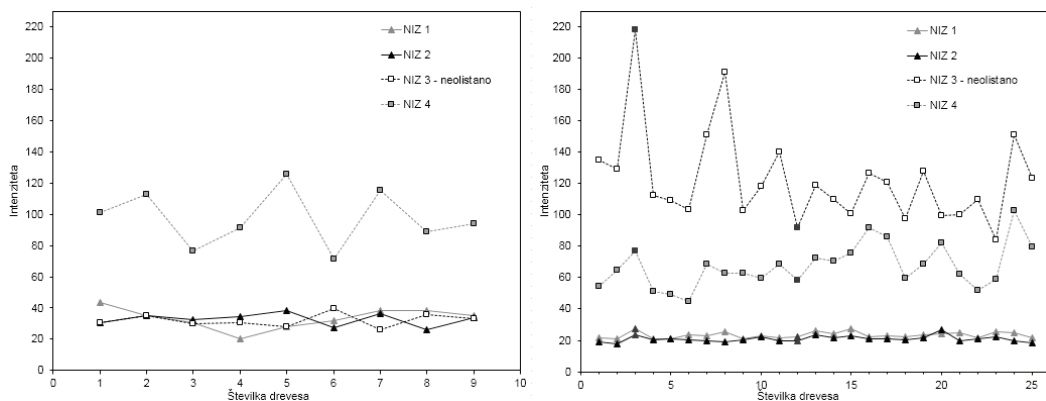 220
200
180
160
140
120
100
80
60
40
20
0
Intenziteta
NIZ 1
NIZ 2
NIZ 3 - neolistano
NIZ 4
0 1 2 3 4 5 6 7 8 9 10
Številka drevesa
220
200
180
160
140
120
100
80
60
40
20
0
Intenziteta
NIZ 1
NIZ 2
NIZ 3 - neolistano
NIZ 4
0 5 10 15 20 25
Številka drevesa